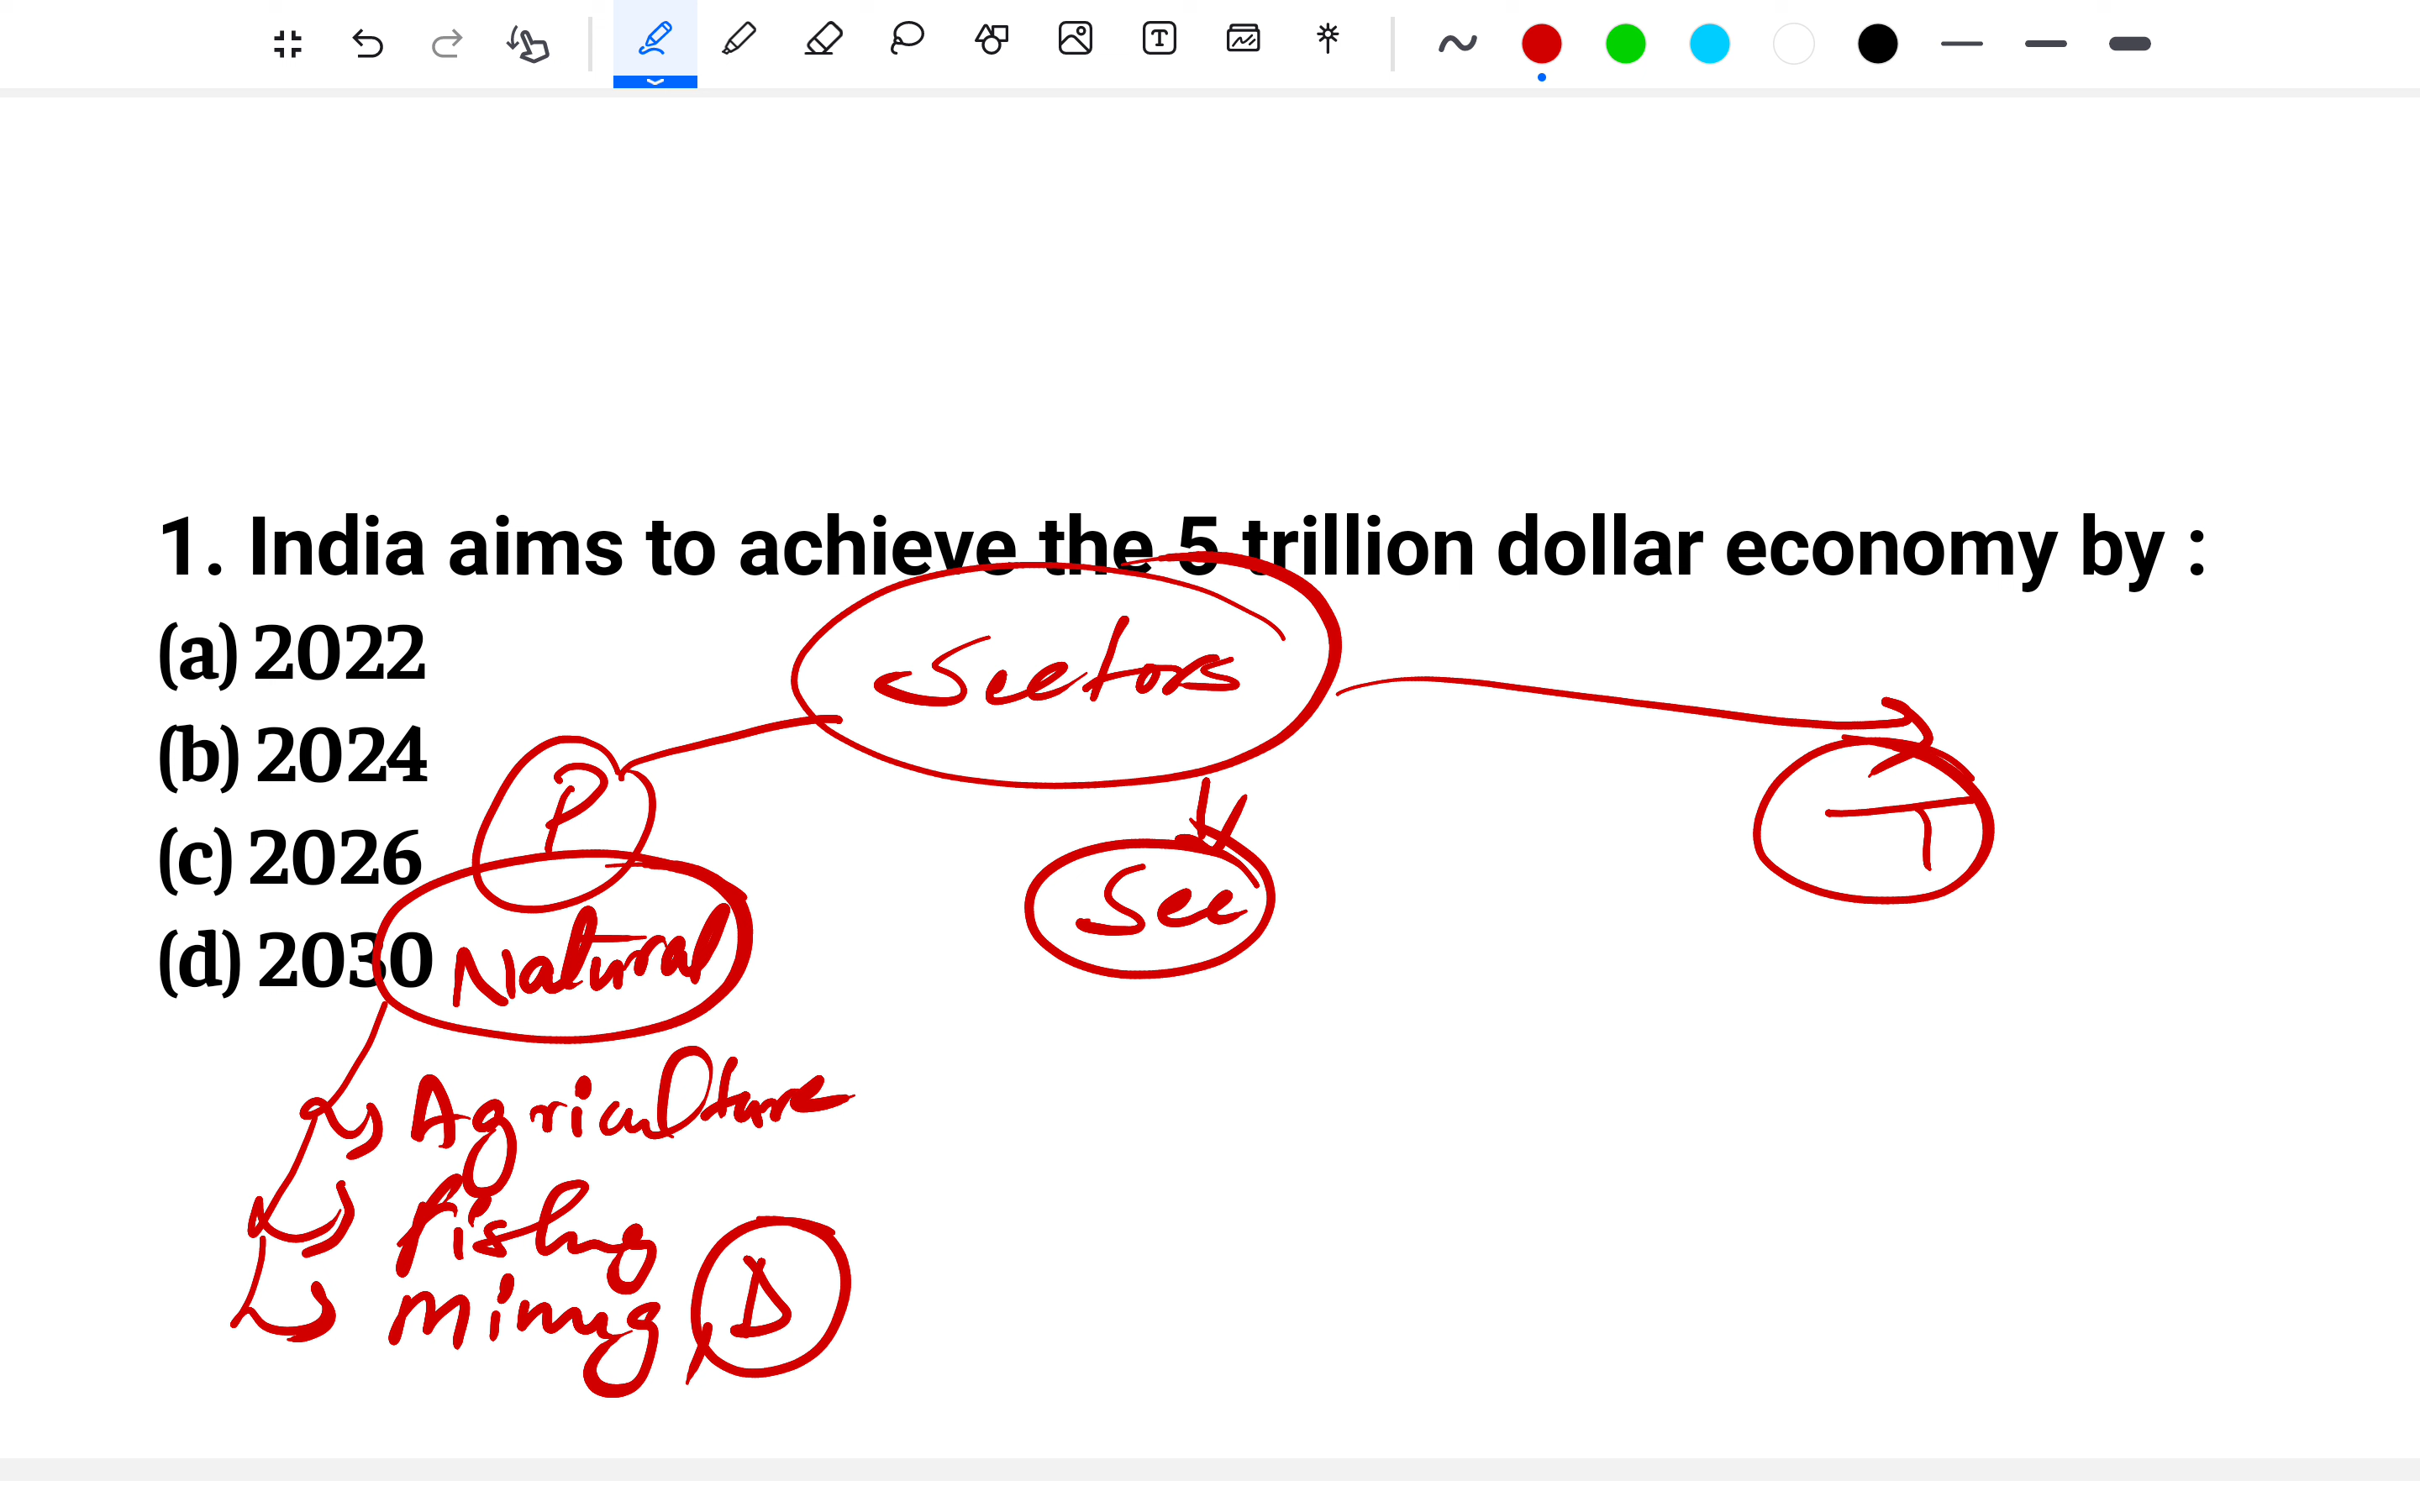 1. India aims to achieve the 5 trillion dollar economy by :
(a) 2022
(b) 2024
(c) 2026
(d) 2030
Sectors
P
T
Sec
Natural
Agriculture
fishing
mining
D